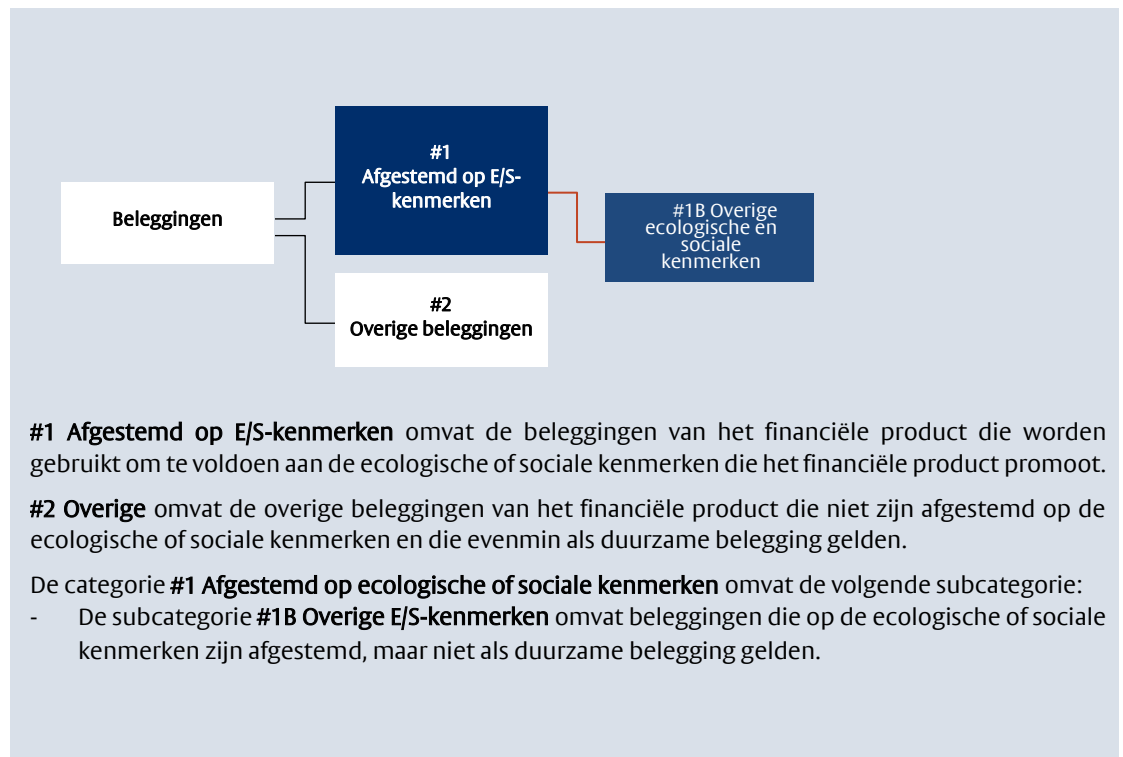 #1
Afgestemd op E/S-
kenmerken
Beleggingen
#1B Overige
ecologische en
sociale
kenmerken
#2
Overige beleggingen
#1 Afgestemd op E/S-kenmerken omvat de beleggingen van het financiële product die worden
gebruikt om te voldoen aan de ecologische of sociale kenmerken die het financiële product promoot.
#2 Overige omvat de overige beleggingen van het financiële product die niet zijn afgestemd op de
ecologische of sociale kenmerken en die evenmin als duurzame belegging gelden.
De categorie #1 Afgestemd op ecologische of sociale kenmerken omvat de volgende subcategorie:
- De subcategorie #1B Overige E/S-kenmerken omvat beleggingen die op de ecologische of sociale
kenmerken zijn afgestemd, maar niet als duurzame belegging gelden.